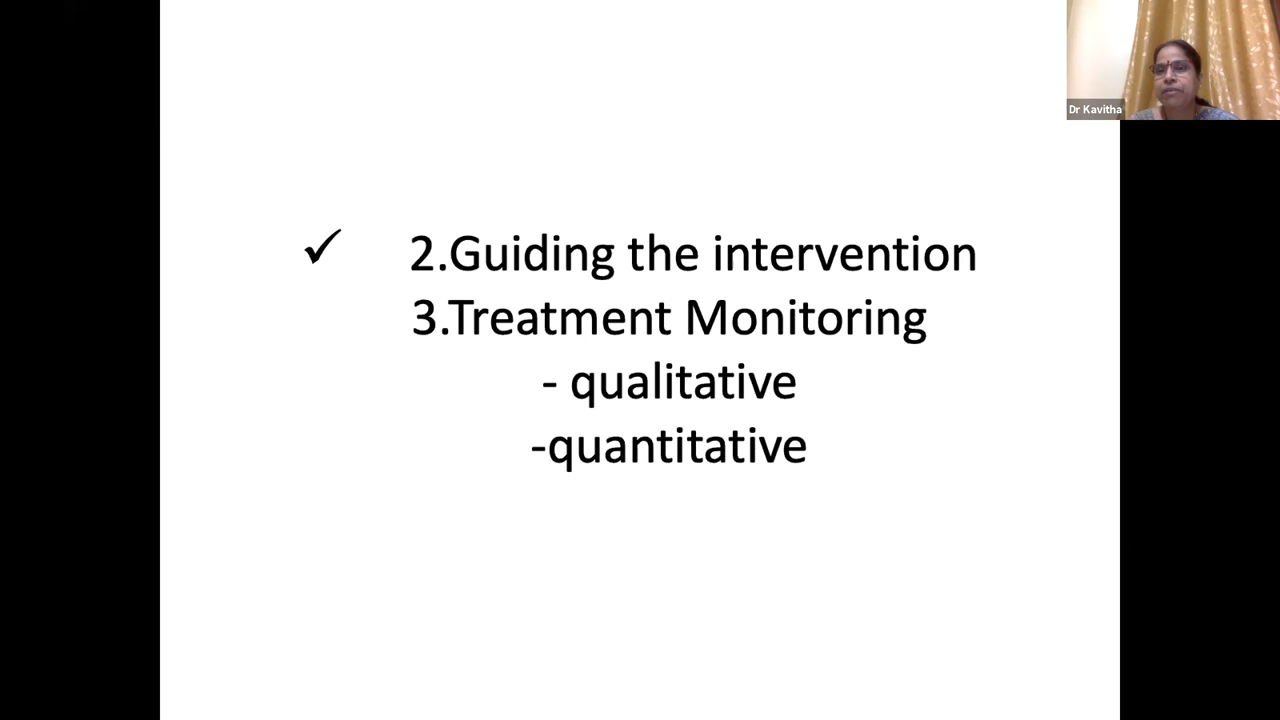 Dr Kavitha
✓ 2.Guiding the intervention
3.Treatment Monitoring
- qualitative
-quantitative